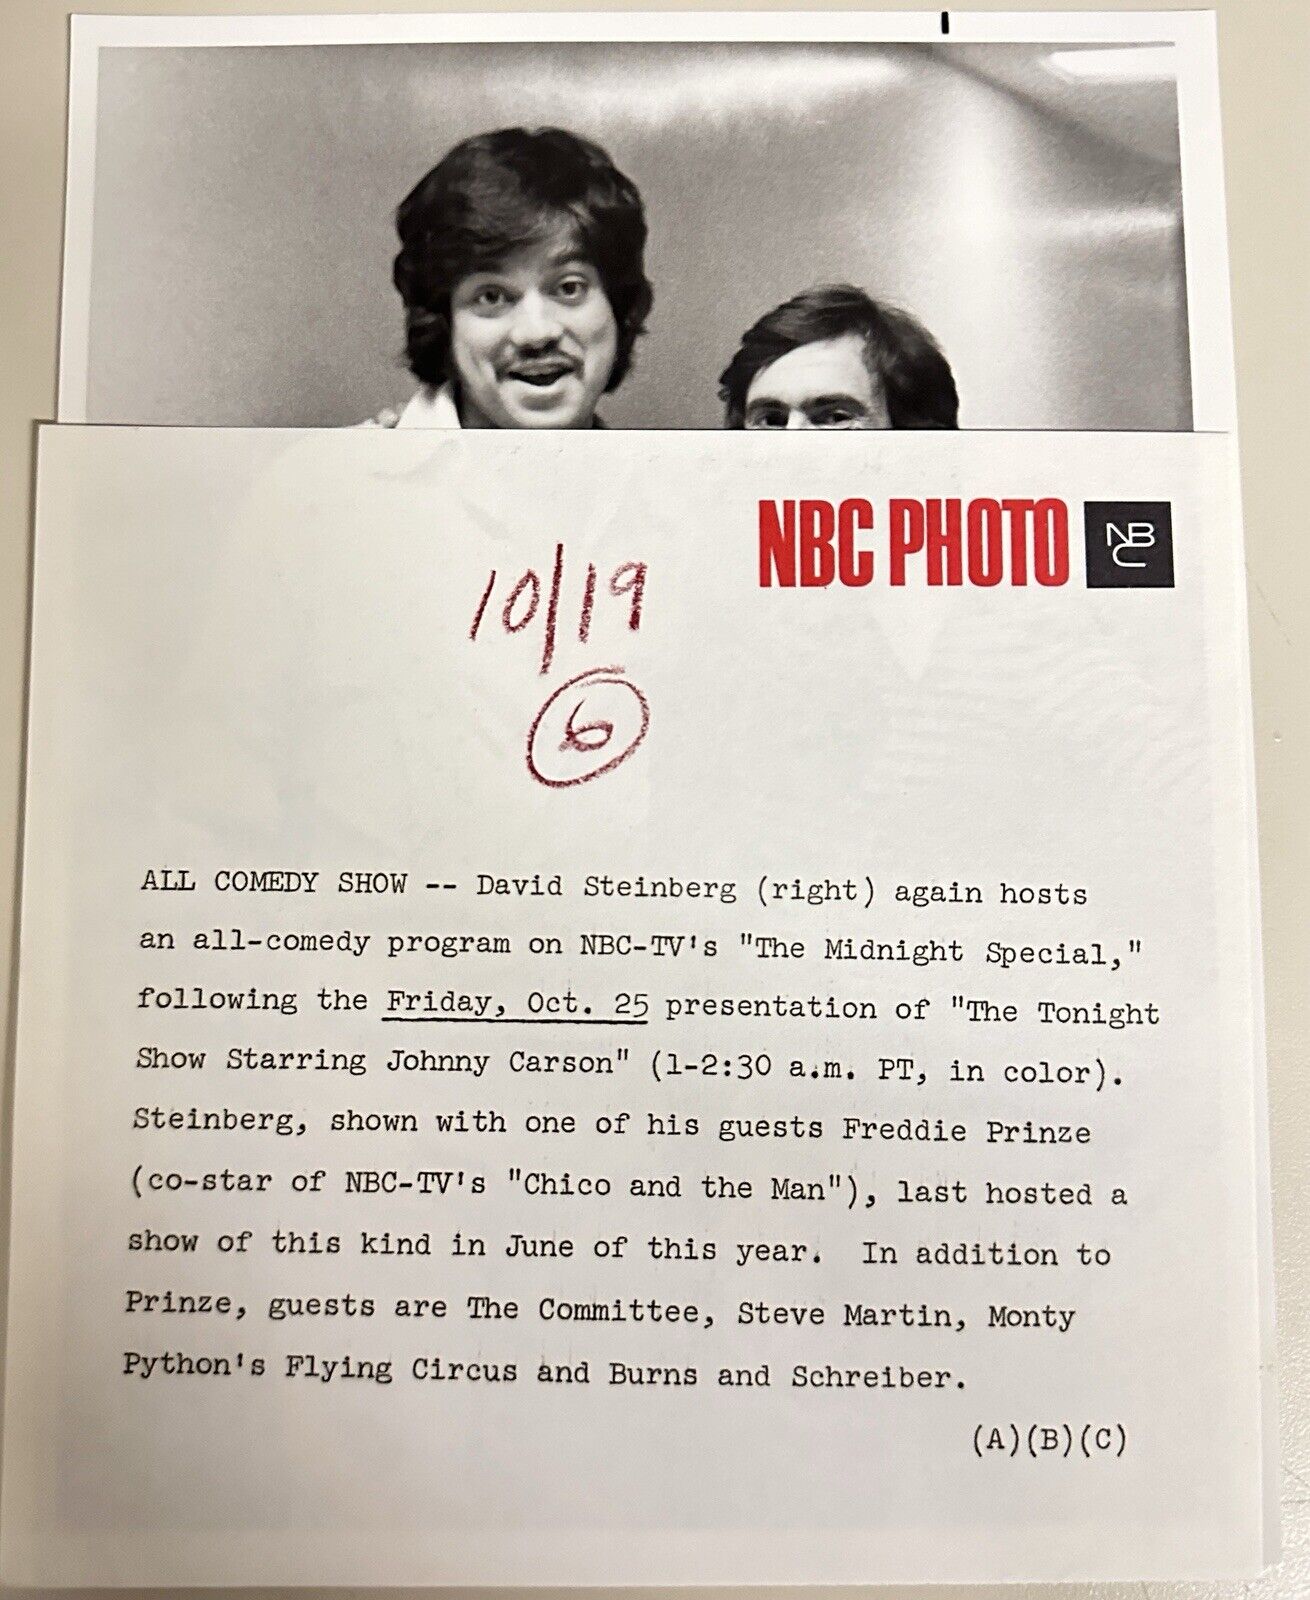 NBC PHOTO NBC
10/19
6
ALL COMEDY SHOW -- David Steinberg (right) again hosts
an all-comedy program on NBC-TV's "The Midnight Special,"
following the Friday, Oct. 25 presentation of "The Tonight
Show Starring Johnny Carson" (1-2:30 a.m. PT, in color).
Steinberg, shown with one of his guests Freddie Prinze
(co-star of NBC-TV's "Chico and the Man"), last hosted a
show of this kind in June of this year. In addition to
Prinze, guests are The Committee, Steve Martin, Monty
Python's Flying Circus and Burns and Schreiber.
(A)(B)(C)